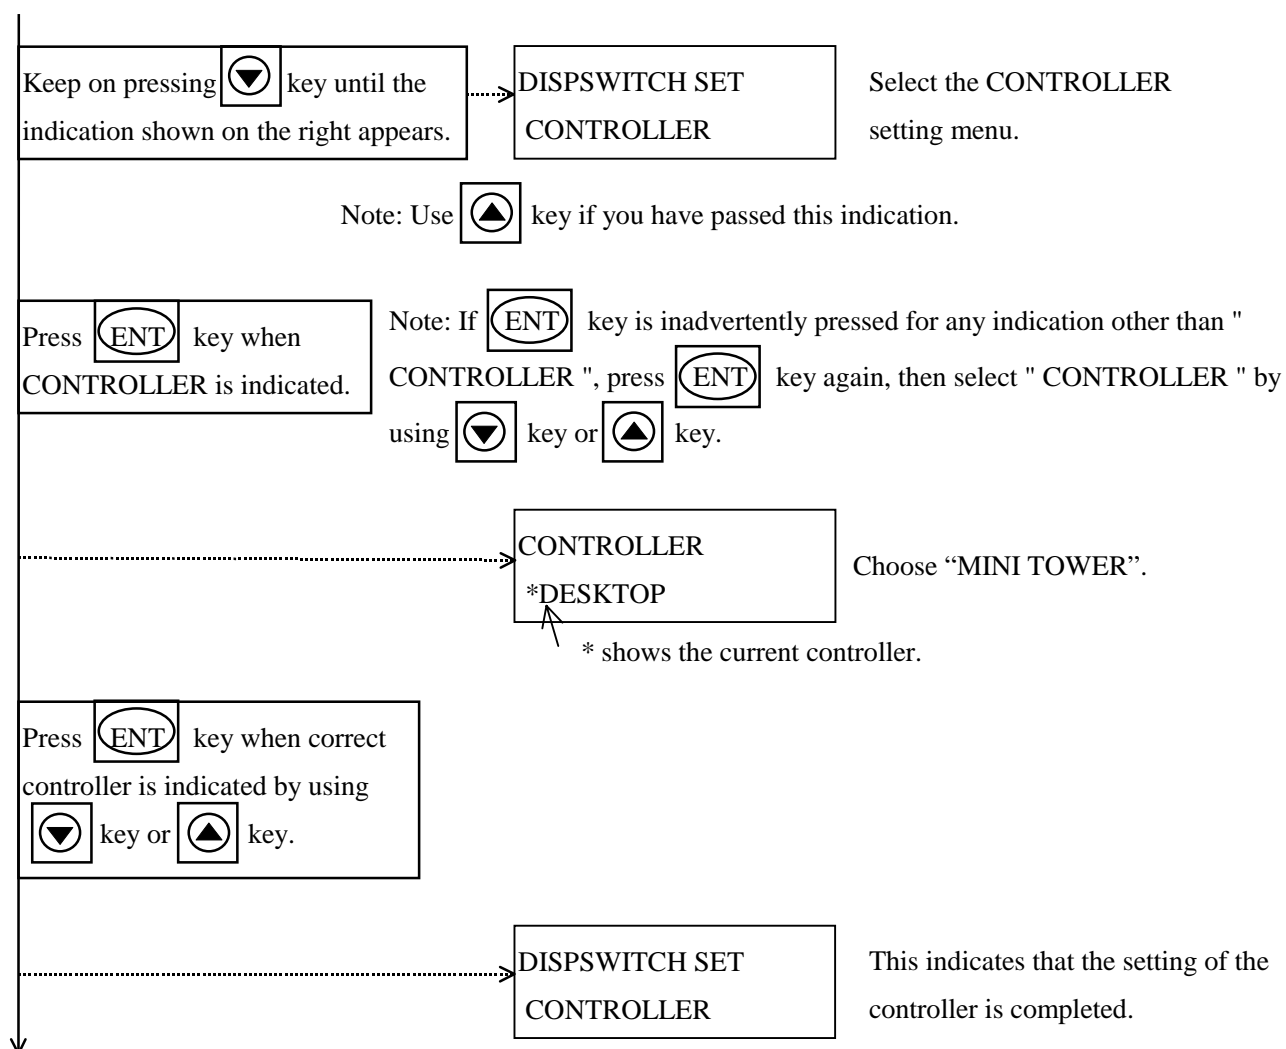 Keep on pressing key until the
indication shown on the right appears.
DISPSWITCH SET
CONTROLLER
Select the CONTROLLER
setting menu.
Note: Use key if you have passed this indication.
Press ENT key when
CONTROLLER is indicated.
Note: If ENT key is inadvertently pressed for any indication other than "
CONTROLLER ", press ENT key again, then select " CONTROLLER " by
using key or key.
CONTROLLER
*DESKTOP
Choose “MINI TOWER”.
* shows the current controller.
Press ENT key when correct
controller is indicated by using
key or key.
DISPSWITCH SET
CONTROLLER
This indicates that the setting of the
controller is completed.